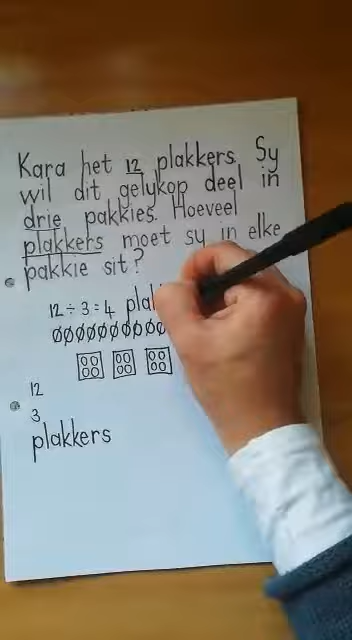 Kara het 12 plakkers. Sy
wil dit gelykop deel in
drie pakkies. Hoeveel
plakkers moet sy in elke
pakkie sit?
12 ÷ 3 = 4
12
3
plakkers